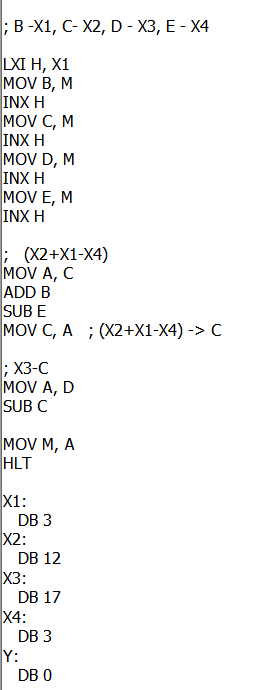 ; B -X1, C- X2, D - X3, E - X4
LXI H, X1
MOV B, M
INX H
MOV C, M
INX H
MOV D, M
INX H
MOV E, M
INX H
;   (X2+X1-X4)
MOV A, C
ADD B
SUB E
MOV C, A   ; (X2+X1-X4) -> C
; X3-C
MOV A, D
SUB C
MOV M, A
HLT
X1:
DB 3
X2:
DB 12
X3:
DB 17
X4:
DB 3
Y:
DB 0